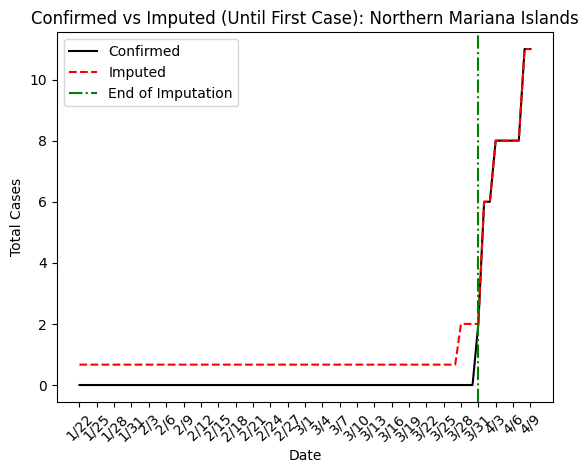 Confirmed vs Imputed (Until First Case): Northern Mariana Islands
Confirmed
Imputed
End of Imputation
Total Cases
10
8
6
4
2
0
1/22 1/25 1/28 1/31 2/3 2/6 2/9 2/12 2/15 2/18 2/21 2/24 2/27 3/1 3/4 3/7 3/10 3/13 3/16 3/19 3/22 3/25 3/28 3/31 4/3 4/6 4/9
Date